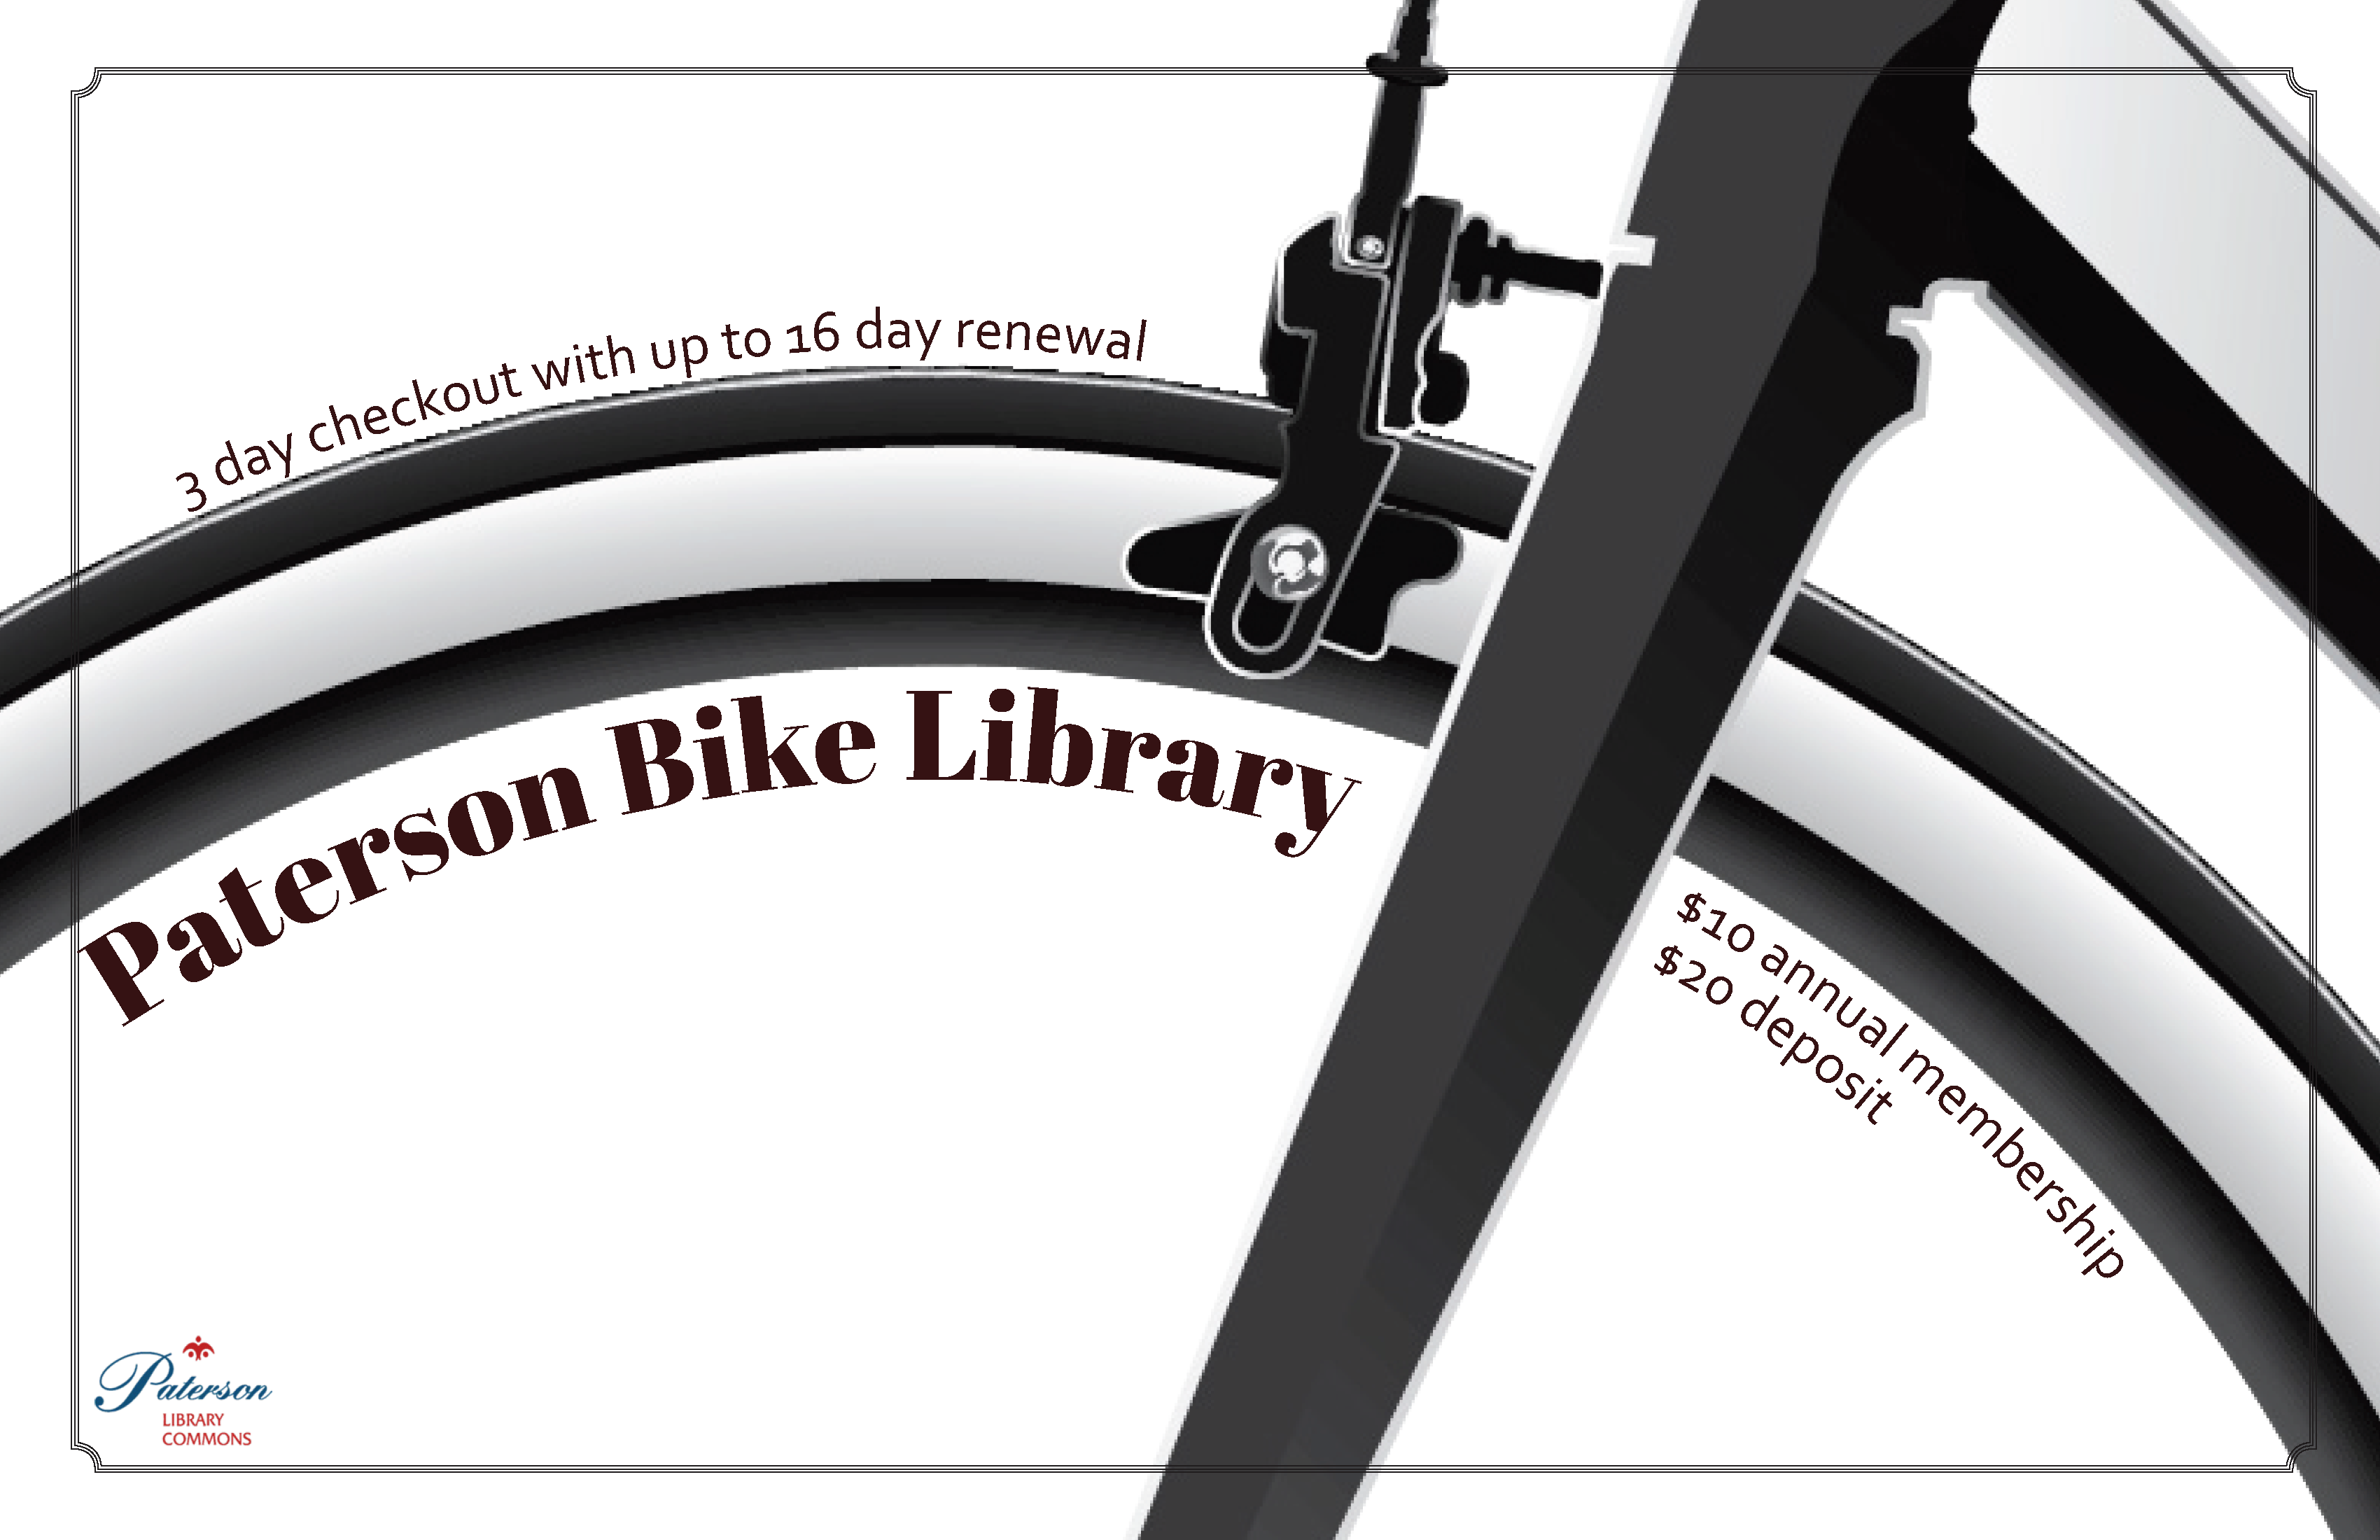 3 day checkout with up to 16 day renewal
Paterson Bike Library
$10 annual membership
$20 deposit
Paterson
LIBRARY
COMMONS